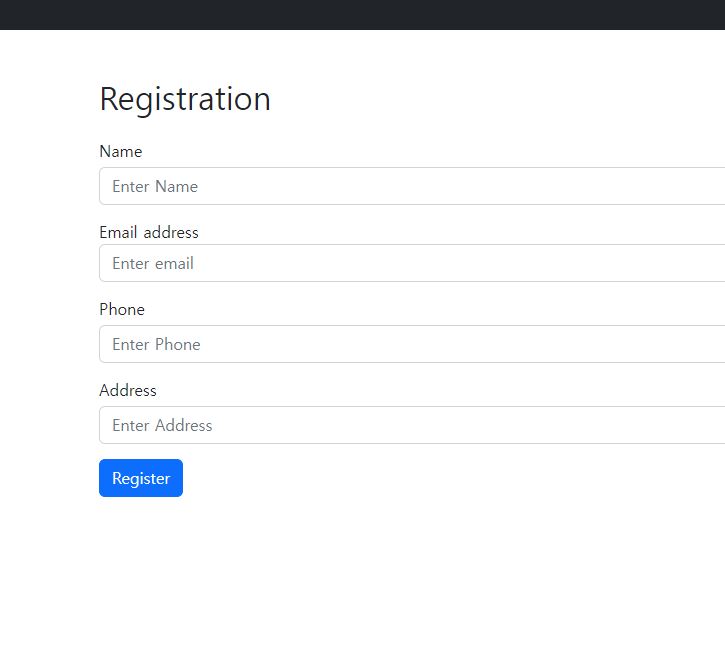 Registration
Name
Enter Name
Email address
Enter email
Phone
Enter Phone
Address
Enter Address
Register